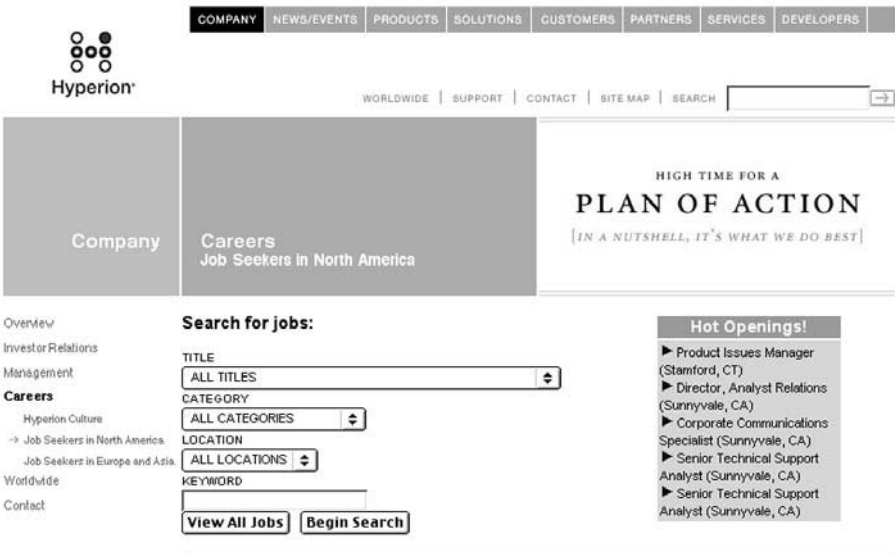 COMPANY NEWS/EVENTS PRODUCTS SOLUTIONS CUSTOMERS PARTNERS SERVICES DEVELOPERS
Hyperion
WORLDWIDE | SUPPORT | CONTACT | SITE MAP | SEARCH
HIGH TIME FOR A
PLAN OF ACTION
[IN A NUTSHELL, IT'S WHAT WE DO BEST]
Company
Careers
Job Seekers in North America
Overview
Investor Relations
Management
Careers
Hyperion Culture
→ Job Seekers in North America
Job Seekers in Europe and Asia
Worldwide
Contact
Search for jobs:
TITLE
ALL TITLES
CATEGORY
ALL CATEGORIES
LOCATION
ALL LOCATIONS
KEYWORD
View All Jobs Begin Search
Hot Openings!
► Product Issues Manager
(Stamford, CT)
► Director, Analyst Relations
(Sunnyvale, CA)
► Corporate Communications
Specialist (Sunnyvale, CA)
► Senior Technical Support
Analyst (Sunnyvale, CA)
► Senior Technical Support
Analyst (Sunnyvale, CA)